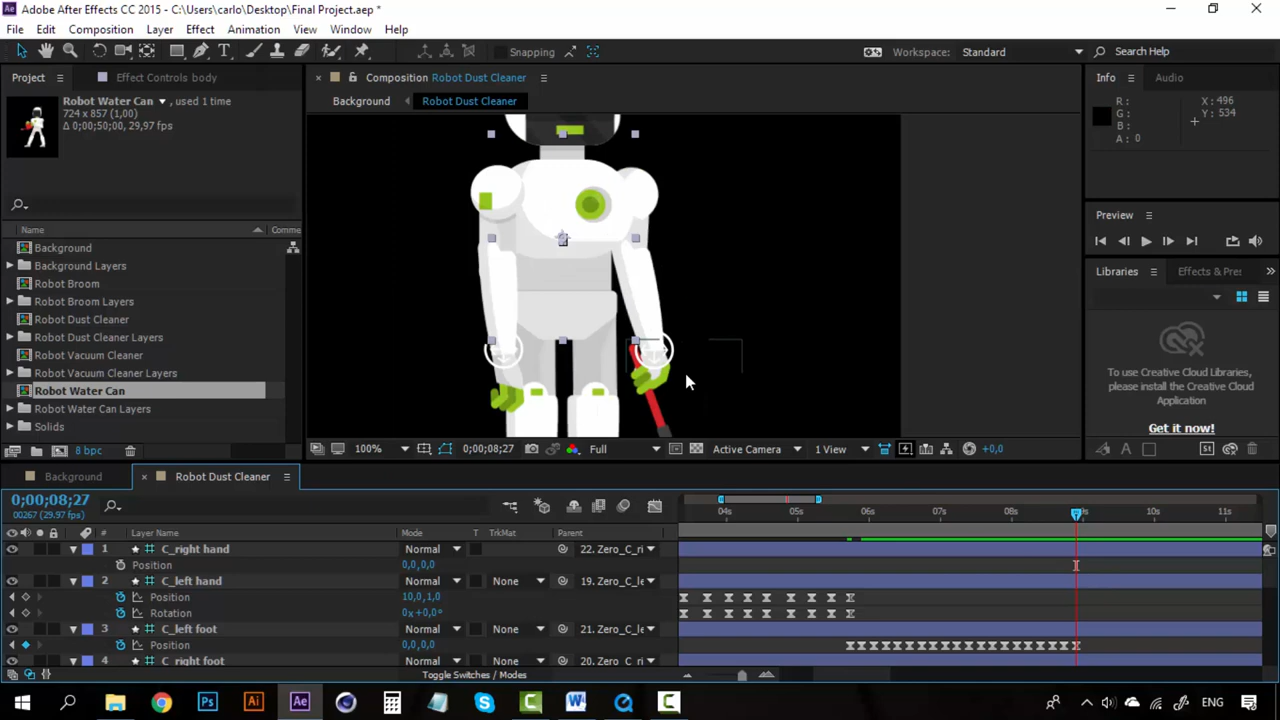 Adobe After Effects CC 2015 - C:\Users\carlo\Desktop\Final Project.aep *
File Edit Composition Layer Effect Animation View Window Help
Snapping Workspace: Standard Search Help
Project Effect Controls body Composition Robot Dust Cleaner Info Audio
Robot Water Can , used 1 time
724 x 857 (1,00)
Δ 0;00;50;00, 29,97 fps
Background Robot Dust Cleaner
R : X : 496
G : Y : 534
B :
A : 0
Name Comme
Background
Background Layers
Robot Broom
Robot Broom Layers
Robot Dust Cleaner
Robot Dust Cleaner Layers
Robot Vacuum Cleaner
Robot Vacuum Cleaner Layers
Robot Water Can
Robot Water Can Layers
Solids
8 bpc
100% 0;00;08;27 Full Active Camera 1 View +0,0
Preview
Libraries Effects & Pre:
To use Creative Cloud Libraries,
please install the Creative Cloud
Application
Get it now!
Background Robot Dust Cleaner
0;00;08;27
00267 (29.97 fps)
04s 05s 06s 07s 08s 9s 10s 11s
# Layer Name Mode T TrkMat Parent
1 C_right hand Normal 22. Zero_C_ri
Position 0,0,0,0
2 C_left hand Normal None 19. Zero_C_le
Position 10,0,1,0
Rotation 0x+0,0°
3 C_left foot Normal None 21. Zero_C_le
Position 0,0,0,0
4 C_right foot Normal None 20. Zero_C_ri
Toggle Switches / Modes
Ps Ai Ae ENG